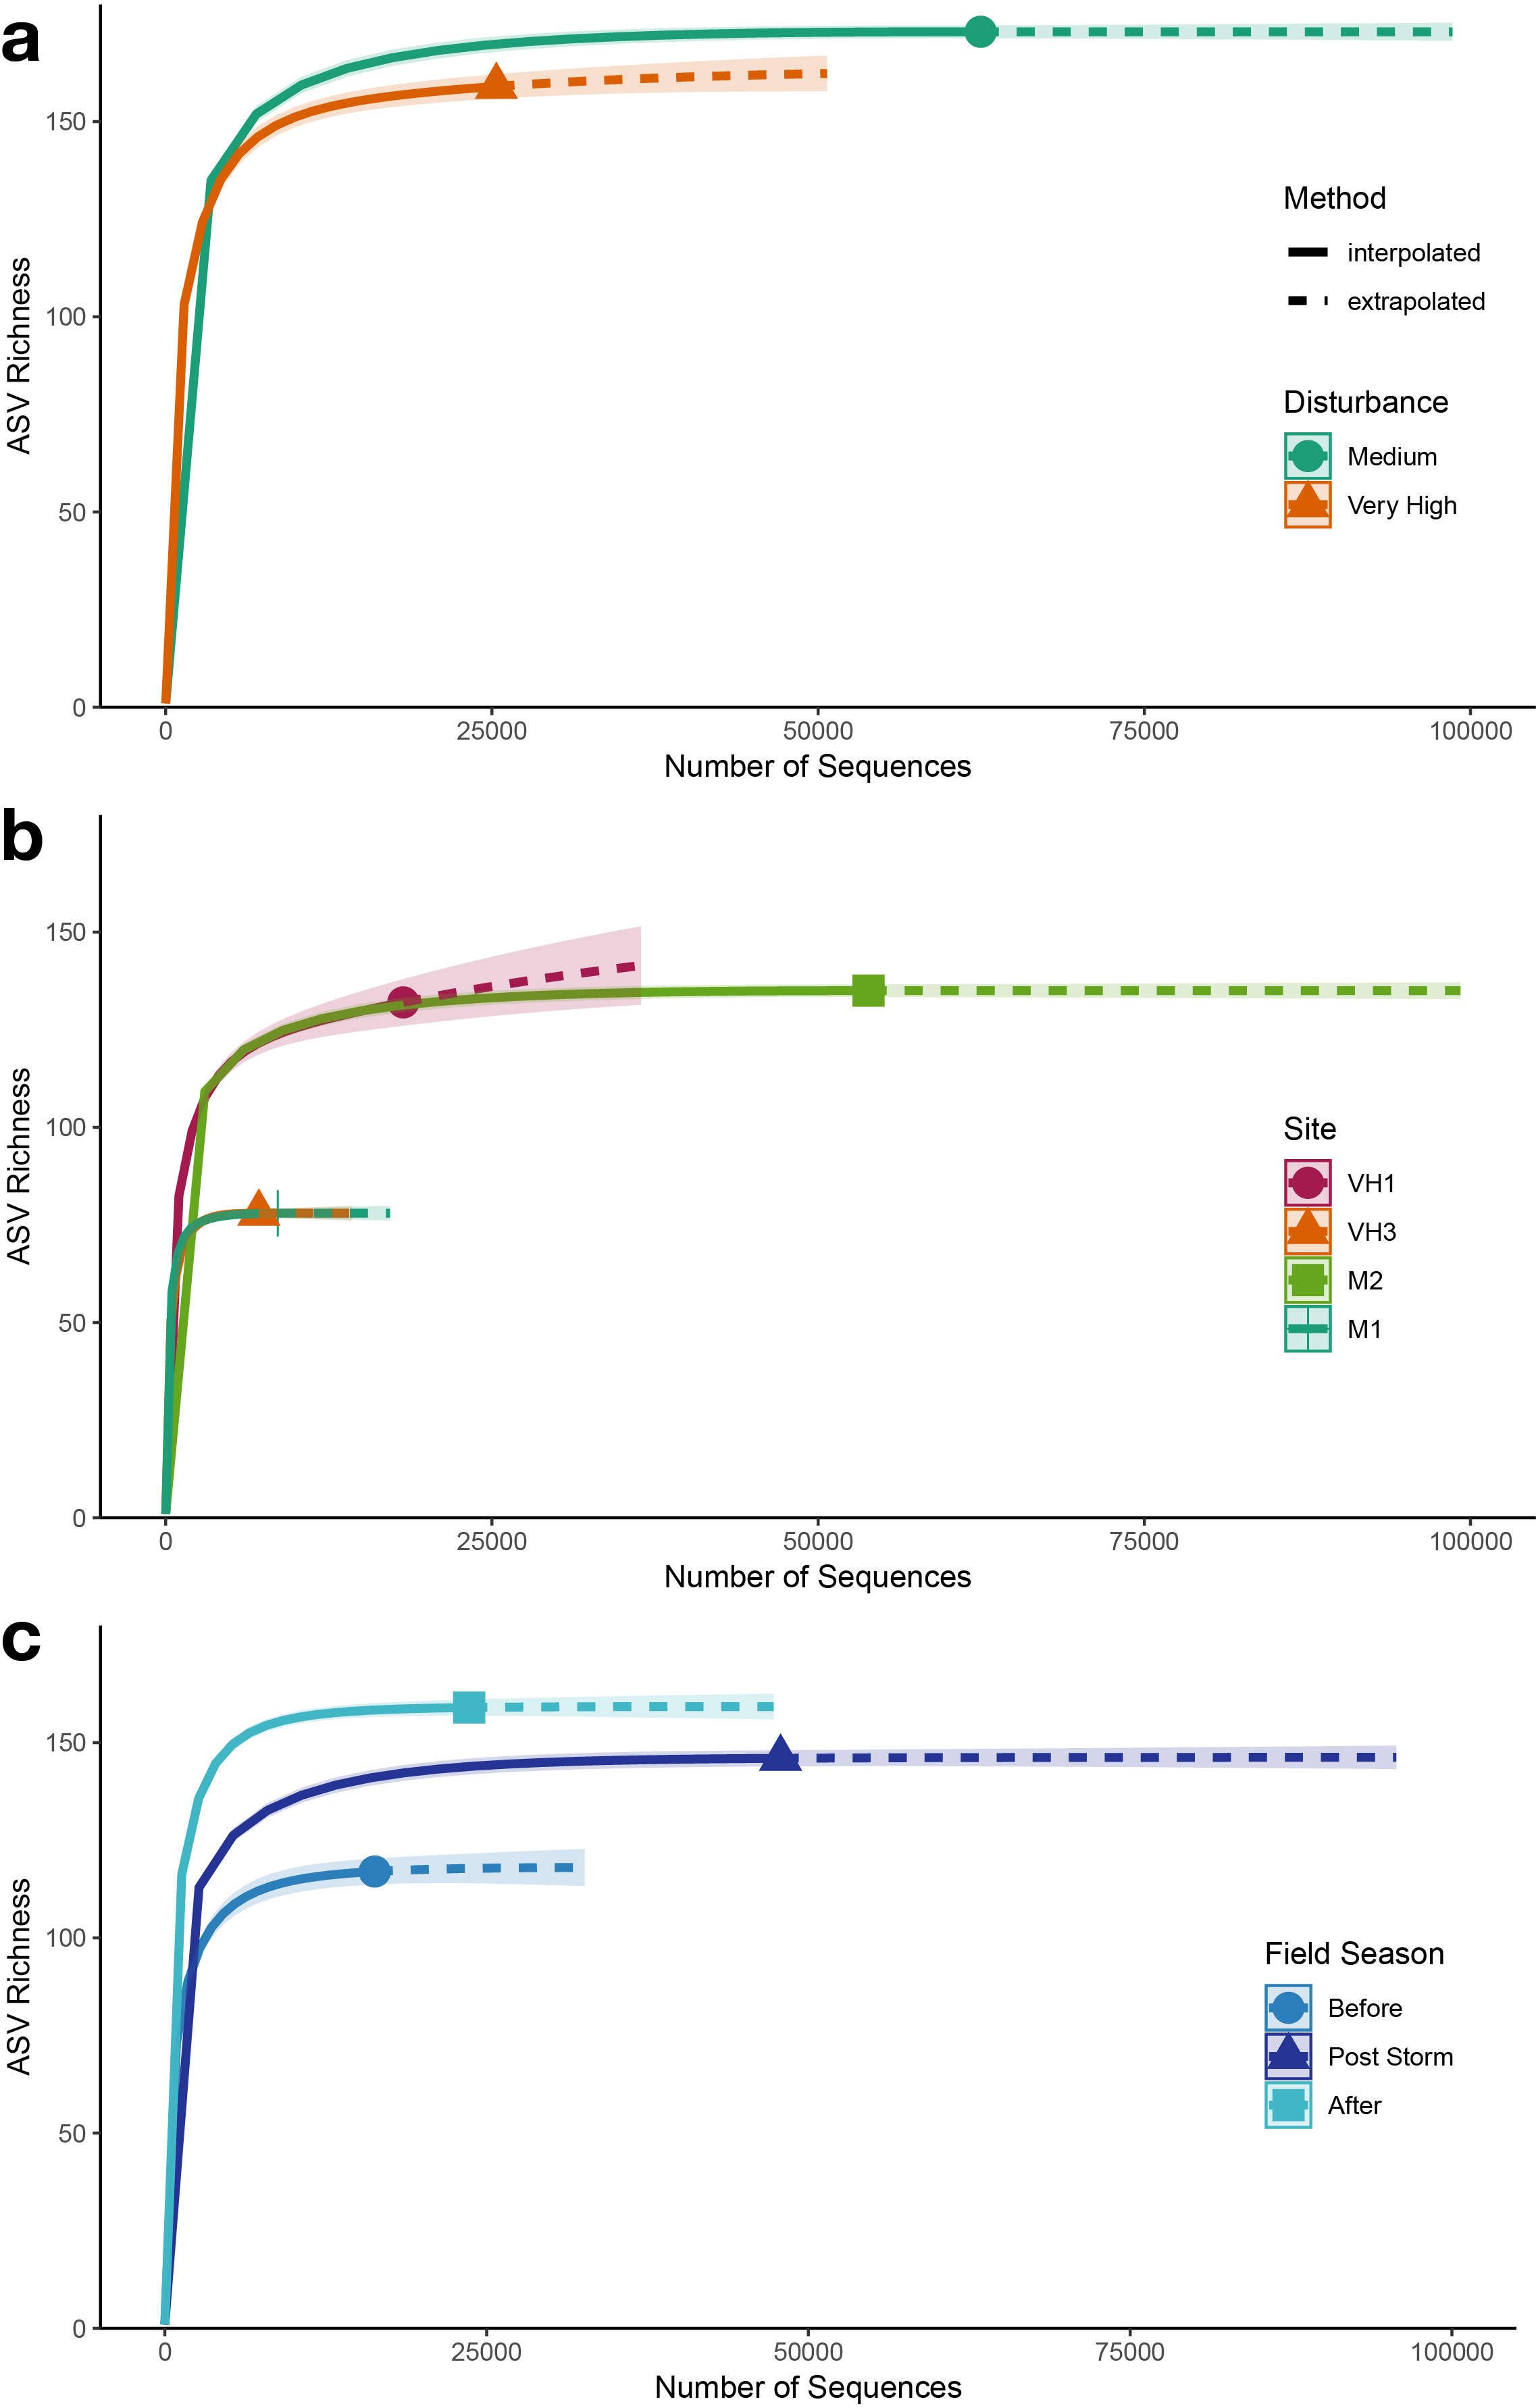 a
150
100
50
0
ASV Richness
0 25000 50000 75000 100000
Number of Sequences
Method
interpolated
extrapolated
Disturbance
Medium
Very High
b
150
100
50
0
ASV Richness
0 25000 50000 75000 100000
Number of Sequences
Site
VH1
VH3
M2
M1
c
150
100
50
0
ASV Richness
0 25000 50000 75000 100000
Number of Sequences
Field Season
Before
Post Storm
After